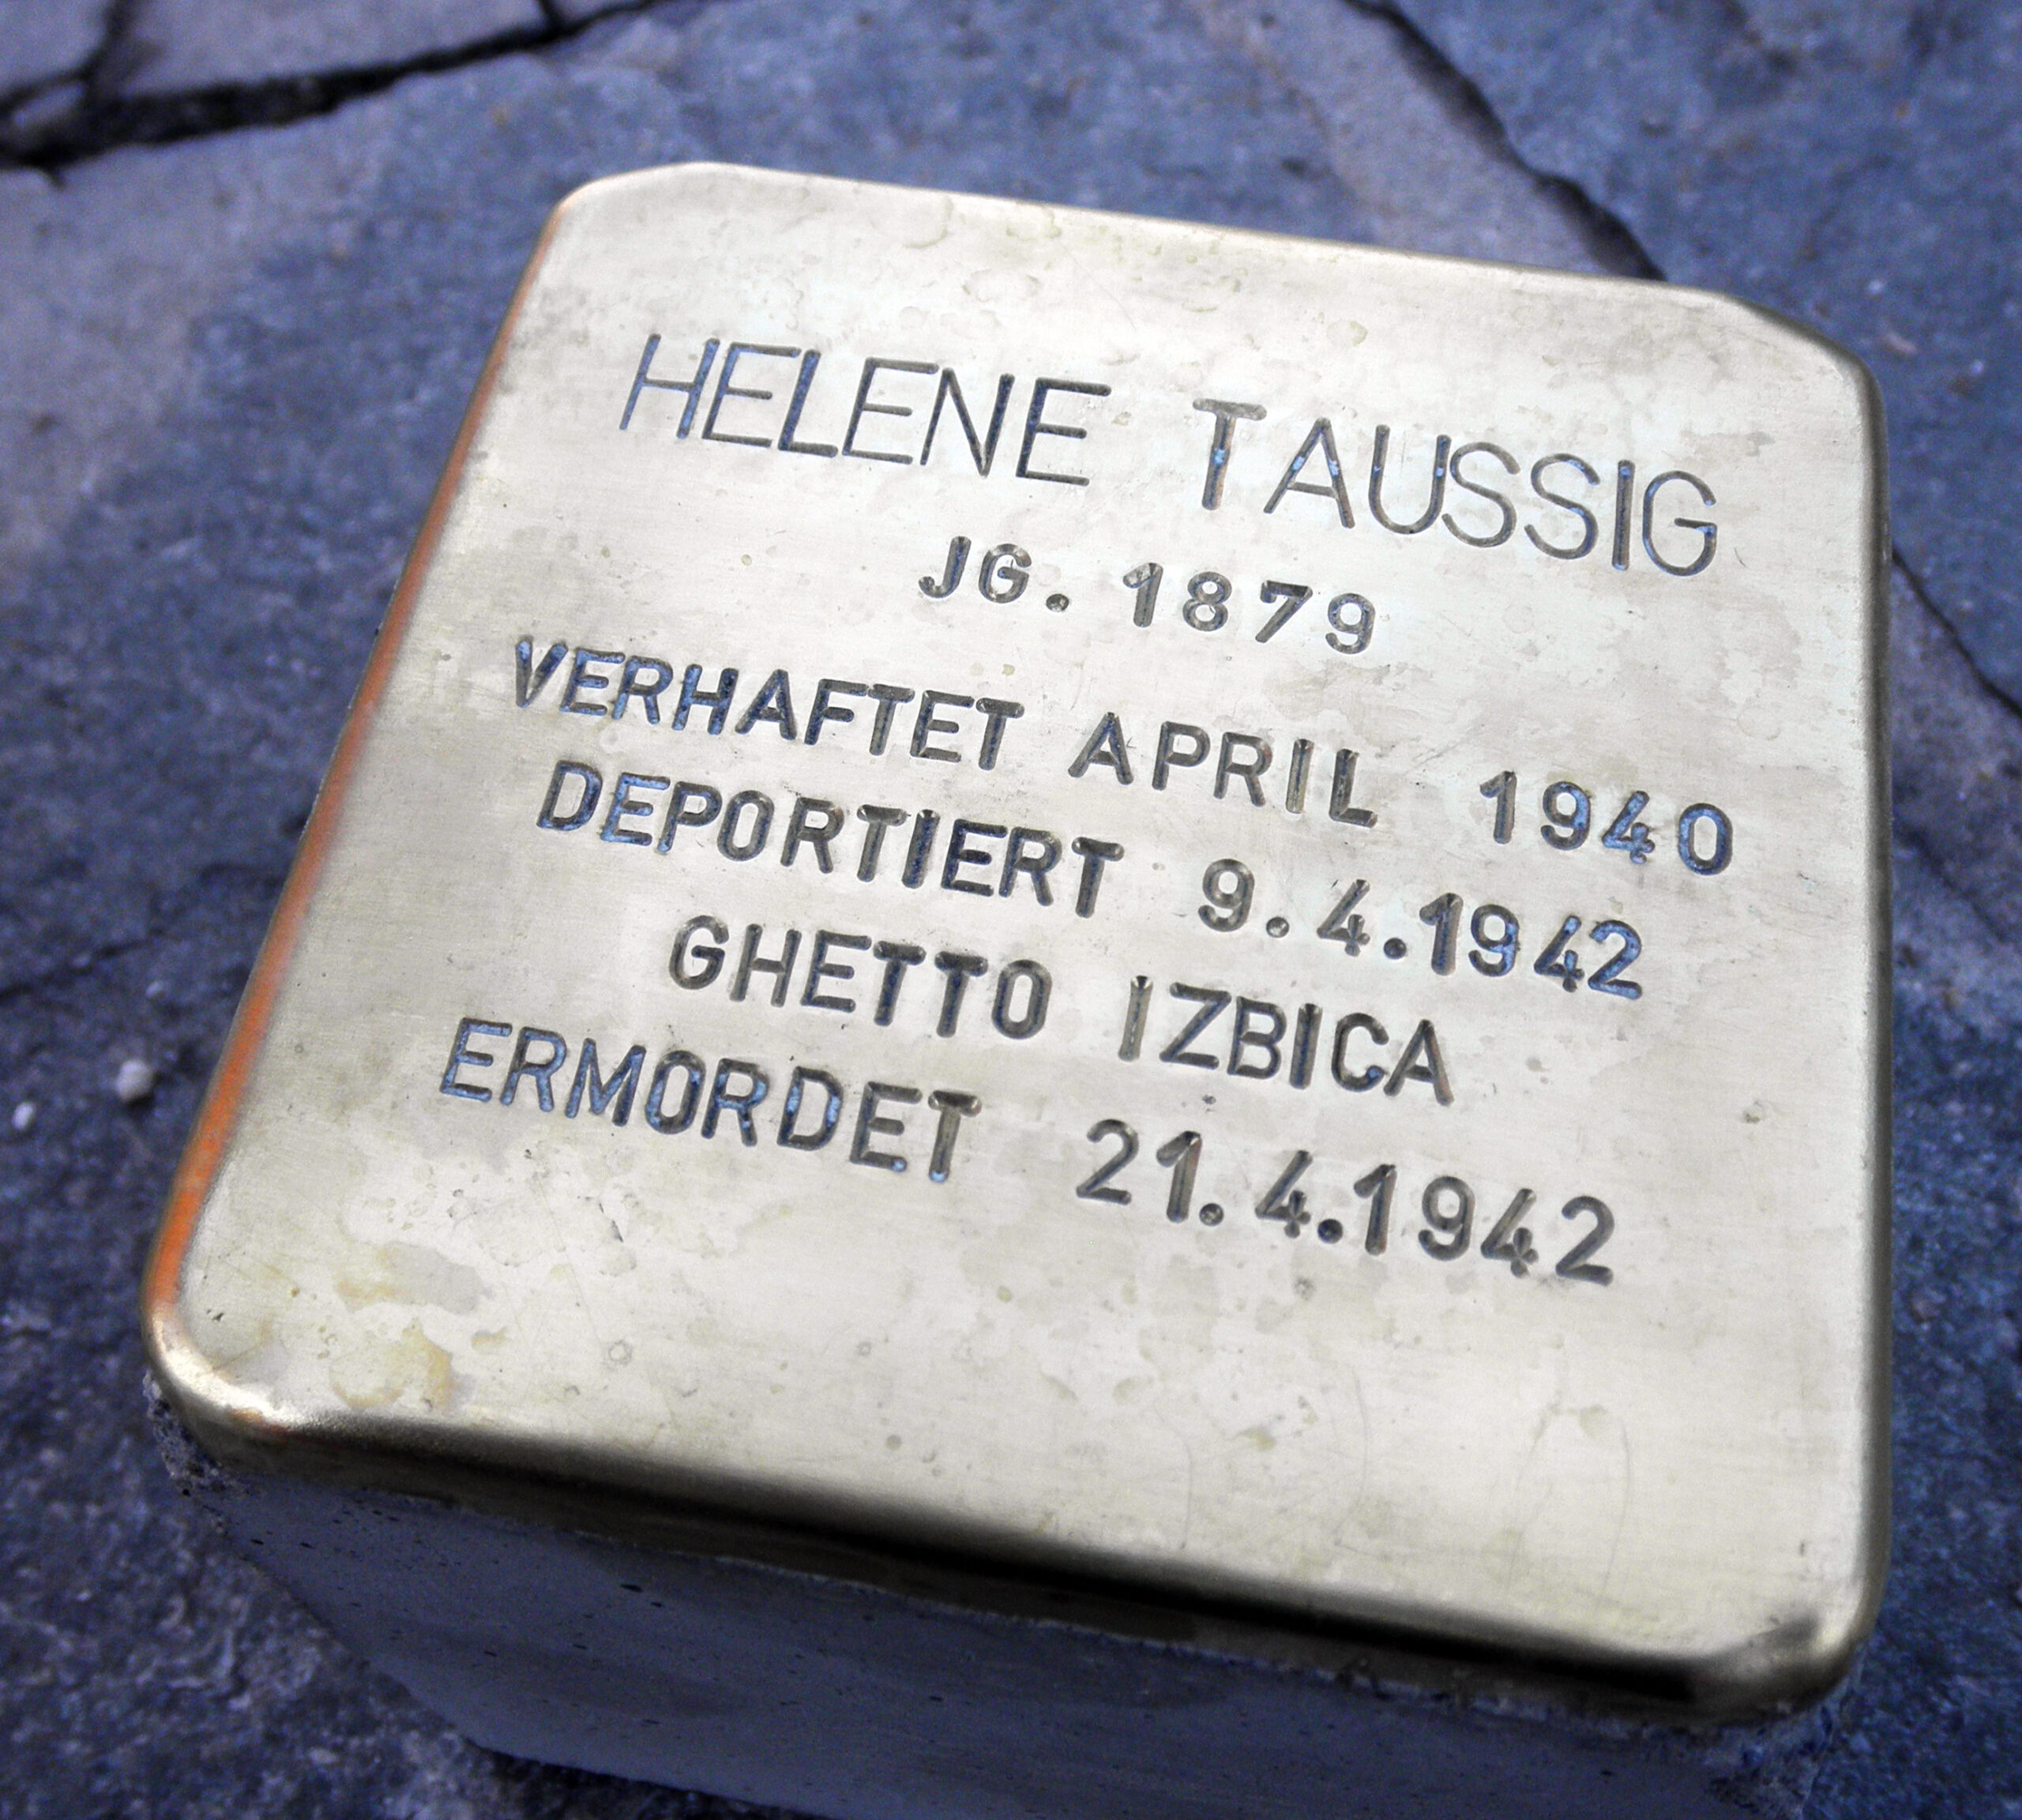 HELENE TAUSSIG
JG. 1879
VERHAFTET APRIL 1940
DEPORTIERT 9.4.1942
GHETTO IZBICA
ERMORDET 21.4.1942